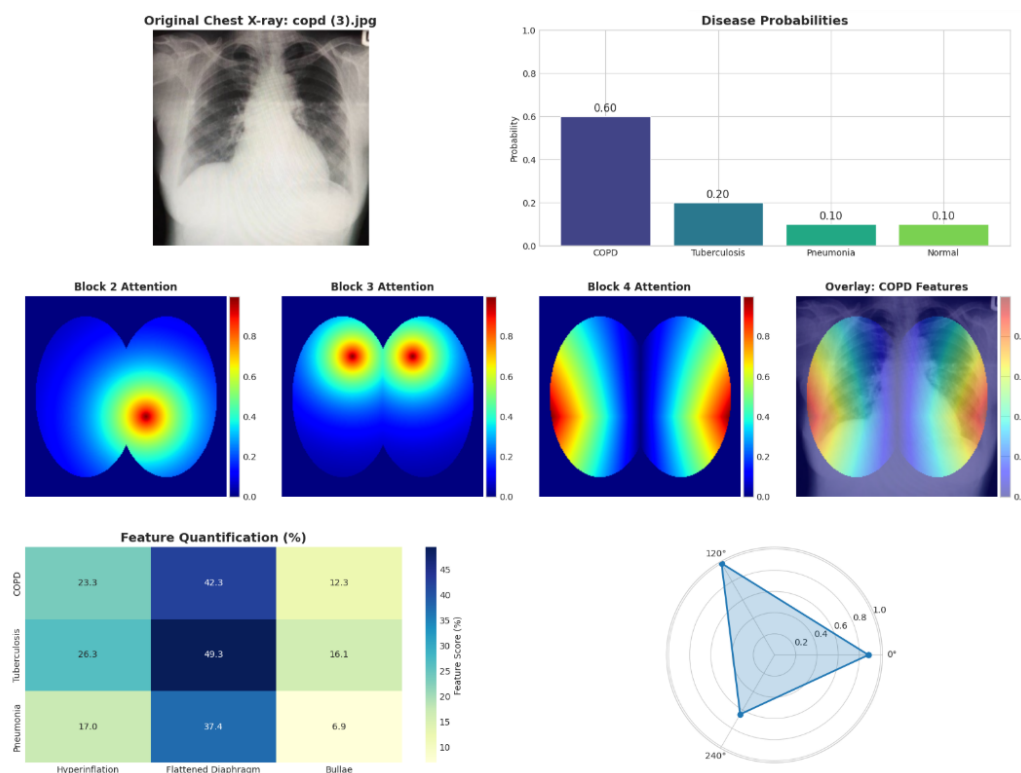 Original Chest X-ray: copd (3).jpg
Disease Probabilities
Probability
1.0
0.8
0.6
0.4
0.2
0.0
0.60
0.20
0.10
0.10
COPD Tuberculosis Pneumonia Normal
Block 2 Attention
0.8
0.6
0.4
0.2
0.0
Block 3 Attention
0.8
0.6
0.4
0.2
0.0
Block 4 Attention
0.8
0.6
0.4
0.2
0.0
Overlay: COPD Features
Feature Quantification (%)
COPD 23.3 42.3 12.3
Tuberculosis 26.3 49.3 16.1
Pneumonia 17.0 37.4 6.9
Hyperinflation Flattened Diaphragm Bullae
45
40
35
30
25
20
15
10
Feature Score (%)
120°
1.0
0.8
0.6
0.4
0.2
0°
240°